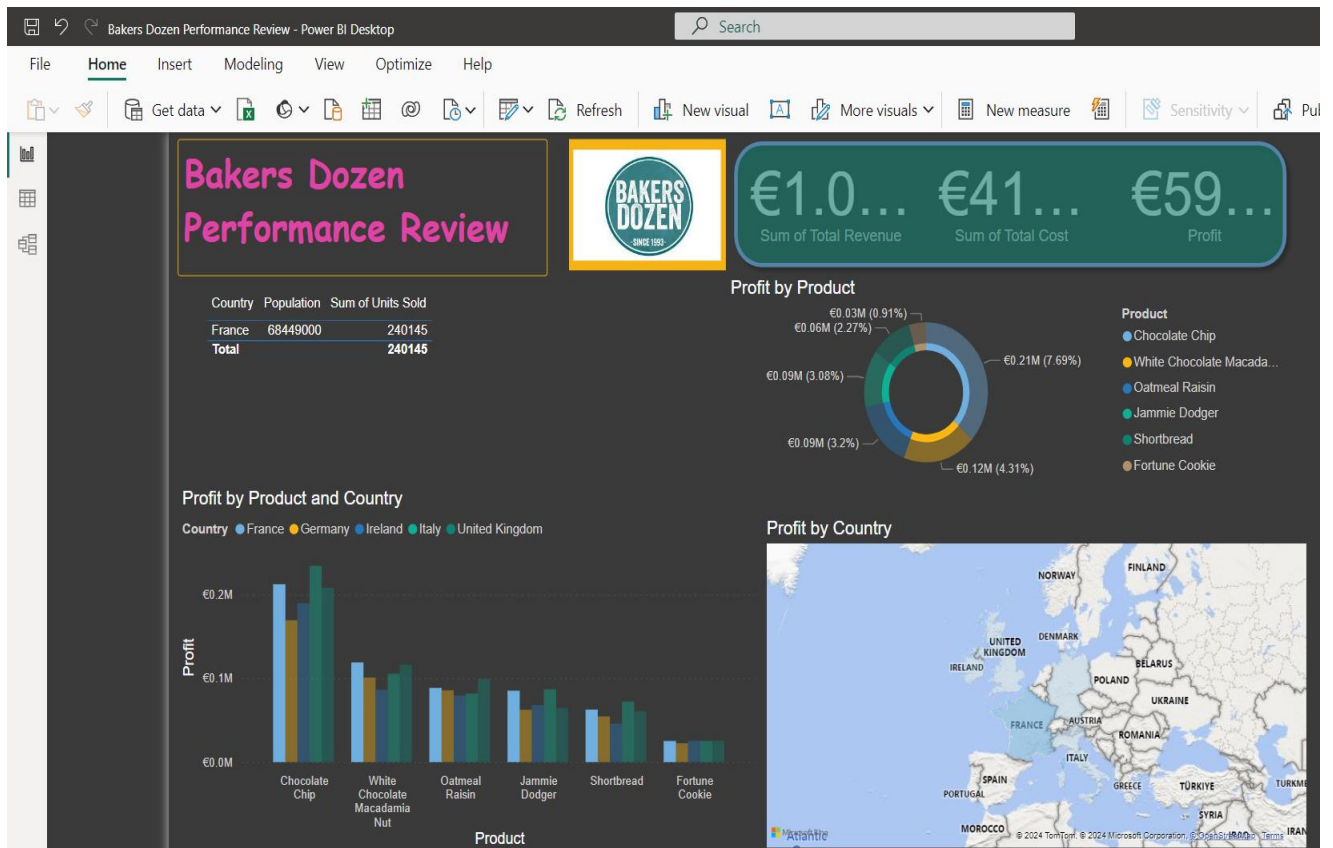 Bakers Dozen Performance Review - Power BI Desktop
Search
File Home Insert Modeling View Optimize Help
Get data Refresh New visual More visuals New measure Sensitivity Pu
Bakers Dozen
Performance Review
BAKERS
DOZEN
·SINCE 1993·
€1.0... €41... €59...
Sum of Total Revenue Sum of Total Cost Profit
Country Population Sum of Units Sold
France 68449000 240145
Total 240145
Profit by Product
€0.03M (0.91%)
€0.06M (2.27%)
€0.21M (7.69%)
€0.09M (3.08%)
€0.09M (3.2%)
€0.12M (4.31%)
Product
Chocolate Chip
White Chocolate Macada...
Oatmeal Raisin
Jammie Dodger
Shortbread
Fortune Cookie
Profit by Product and Country
Country France Germany Ireland Italy United Kingdom
€0.2M
€0.1M
€0.0M
Profit
Chocolate
Chip
White
Chocolate
Macadamia
Nut
Oatmeal
Raisin
Jammie
Dodger
Shortbread
Fortune
Cookie
Product
Profit by Country
NORWAY
FINLAND
UNITED
KINGDOM
DENMARK
IRELAND
BELARUS
POLAND
UKRAINE
FRANCE
AUSTRIA
ROMANIA
ITALY
SPAIN
PORTUGAL
GREECE
TÜRKIYE
TURKME
SYRIA
MOROCCO
IRAN
Atlantic
© 2024 TomTom, © 2024 Microsoft Corporation, © OpenStreetMap Terms